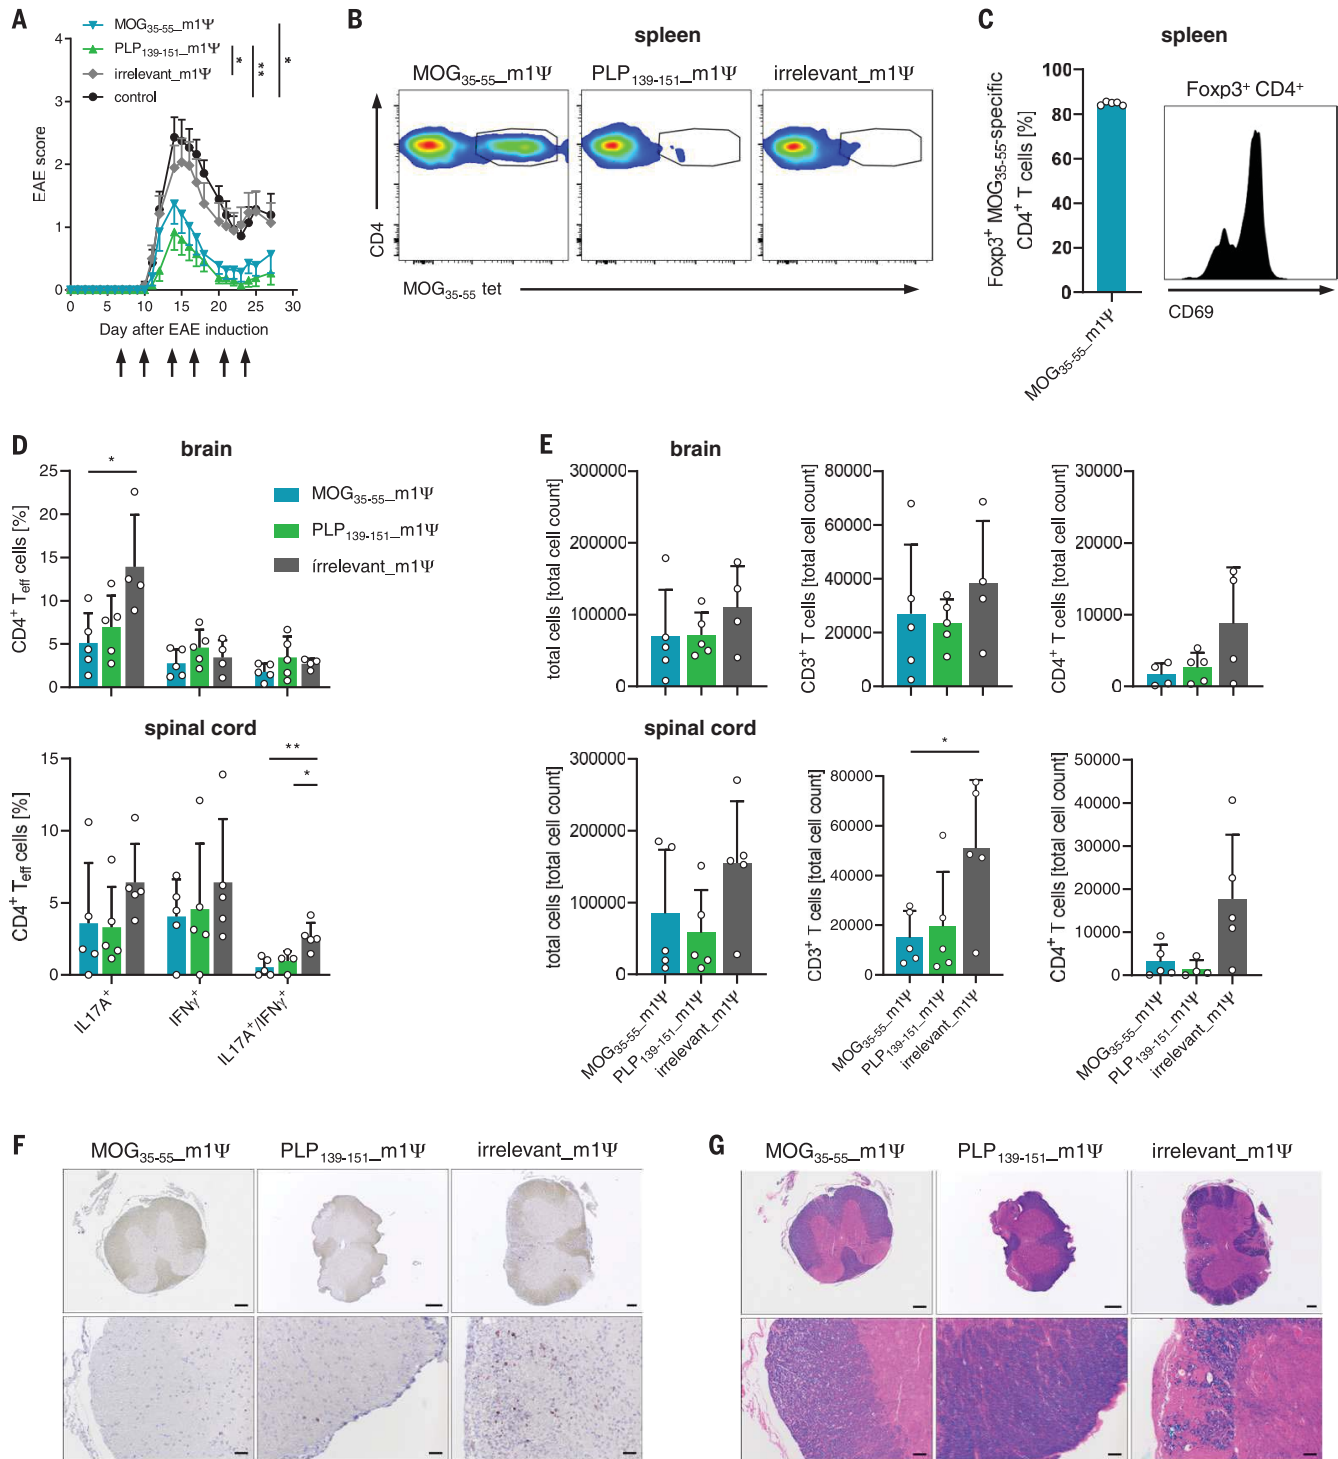 A
MOG35-55_m1Ψ
PLP139-151_m1Ψ
irrelevant_m1Ψ
control
* ** *
EAE score
4
3
2
1
0
0 5 10 15 20 25 30
Day after EAE induction
B
spleen
MOG35-55_m1Ψ PLP139-151_m1Ψ irrelevant_m1Ψ
CD4
MOG35-55 tet
C
spleen
Foxp3+ MOG35-55-specific
CD4+ T cells [%]
100
80
60
40
20
0
MOG35-55_m1Ψ
Foxp3+ CD4+
CD69
D
brain
CD4+ Teff cells [%]
25
20
15
10
5
0
*
MOG35-55_m1Ψ
PLP139-151_m1Ψ
írrelevant_m1Ψ
spinal cord
CD4+ Teff cells [%]
15
10
5
0
**
*
IL17A+
IFNγ+
IL17A+/IFNγ+
E
brain
total cells [total cell count]
300000
200000
100000
0
CD3+ T cells [total cell count]
80000
60000
40000
20000
0
CD4+ T cells [total cell count]
30000
20000
10000
0
spinal cord
total cells [total cell count]
300000
200000
100000
0
MOG35-55_m1Ψ
PLP139-151_m1Ψ
irrelevant_m1Ψ
CD3+ T cells [total cell count]
80000
60000
40000
20000
0
*
MOG35-55_m1Ψ
PLP139-151_m1Ψ
irrelevant_m1Ψ
CD4+ T cells [total cell count]
50000
40000
30000
20000
10000
0
MOG35-55_m1Ψ
PLP139-151_m1Ψ
irrelevant_m1Ψ
F
MOG35-55_m1Ψ PLP139-151_m1Ψ irrelevant_m1Ψ
G
MOG35-55_m1Ψ PLP139-151_m1Ψ irrelevant_m1Ψ